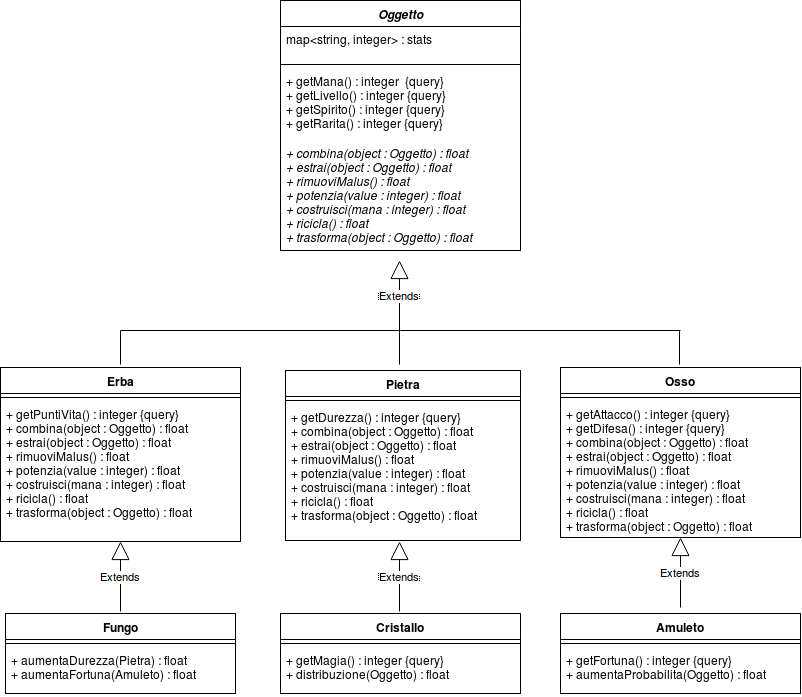 Oggetto
map<string, integer> : stats
+ getMana() : integer {query}
+ getLivello() : integer {query}
+ getSpirito() : integer {query}
+ getRarita() : integer {query}
+ combina(object : Oggetto) : float
+ estrai(object : Oggetto) : float
+ rimuoviMalus() : float
+ potenzia(value : integer) : float
+ costruisci(mana : integer) : float
+ ricicla() : float
+ trasforma(object : Oggetto) : float
Extends
Erba
+ getPuntiVita() : integer {query}
+ combina(object : Oggetto) : float
+ estrai(object : Oggetto) : float
+ rimuoviMalus() : float
+ potenzia(value : integer) : float
+ costruisci(mana : integer) : float
+ ricicla() : float
+ trasforma(object : Oggetto) : float
Pietra
+ getDurezza() : integer {query}
+ combina(object : Oggetto) : float
+ estrai(object : Oggetto) : float
+ rimuoviMalus() : float
+ potenzia(value : integer) : float
+ costruisci(mana : integer) : float
+ ricicla() : float
+ trasforma(object : Oggetto) : float
Osso
+ getAttacco() : integer {query}
+ getDifesa() : integer {query}
+ combina(object : Oggetto) : float
+ estrai(object : Oggetto) : float
+ rimuoviMalus() : float
+ potenzia(value : integer) : float
+ costruisci(mana : integer) : float
+ ricicla() : float
+ trasforma(object : Oggetto) : float
Extends
Extends
Extends
Fungo
+ aumentaDurezza(Pietra) : float
+ aumentaFortuna(Amuleto) : float
Cristallo
+ getMagia() : integer {query}
+ distribuzione(Oggetto) : float
Amuleto
+ getFortuna() : integer {query}
+ aumentaProbabilita(Oggetto) : float